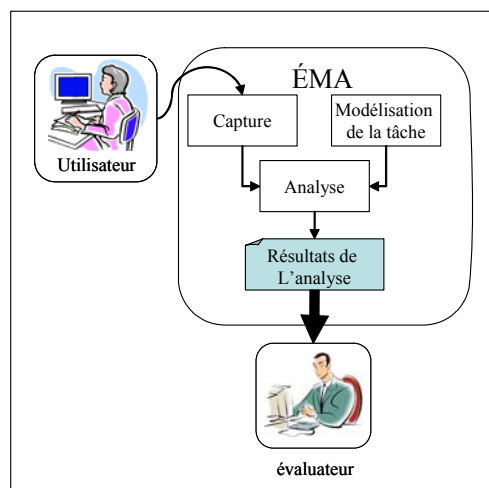 ÉMA
Capture
Modélisation
de la tâche
Utilisateur
Analyse
Résultats de
L'analyse
évaluateur